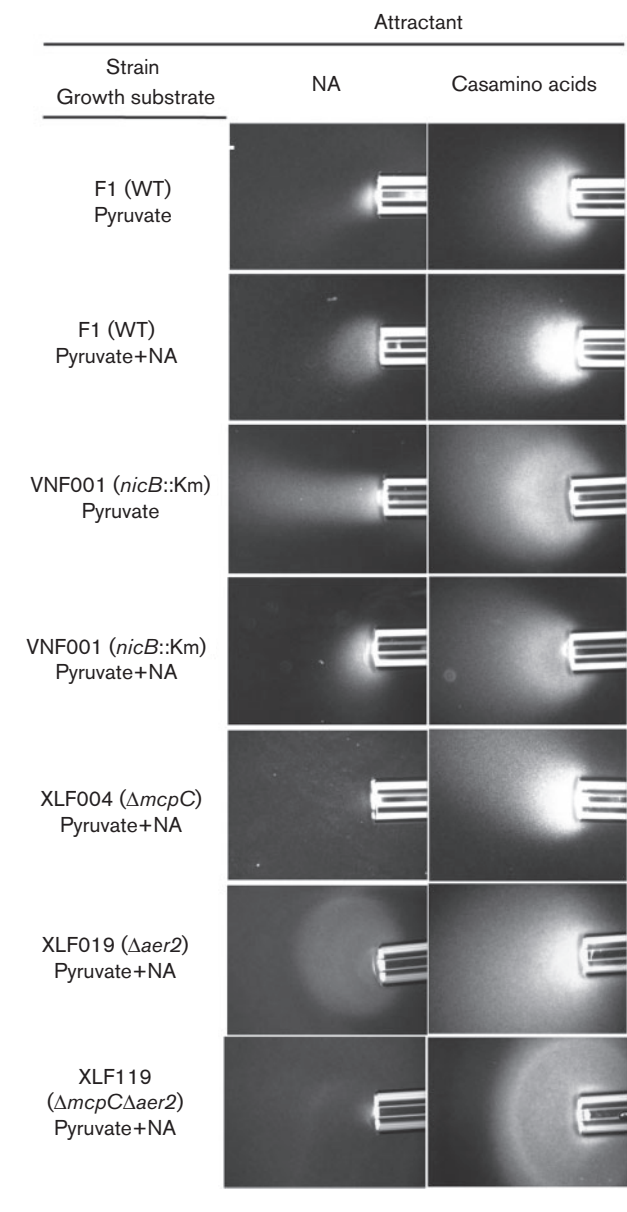 Attractant
Strain
Growth substrate
NA
Casamino acids
F1 (WT)
Pyruvate
F1 (WT)
Pyruvate+NA
VNF001 (nicB::Km)
Pyruvate
VNF001 (nicB::Km)
Pyruvate+NA
XLF004 (ΔmcpC)
Pyruvate+NA
XLF019 (Δaer2)
Pyruvate+NA
XLF119
(ΔmcpCΔaer2)
Pyruvate+NA